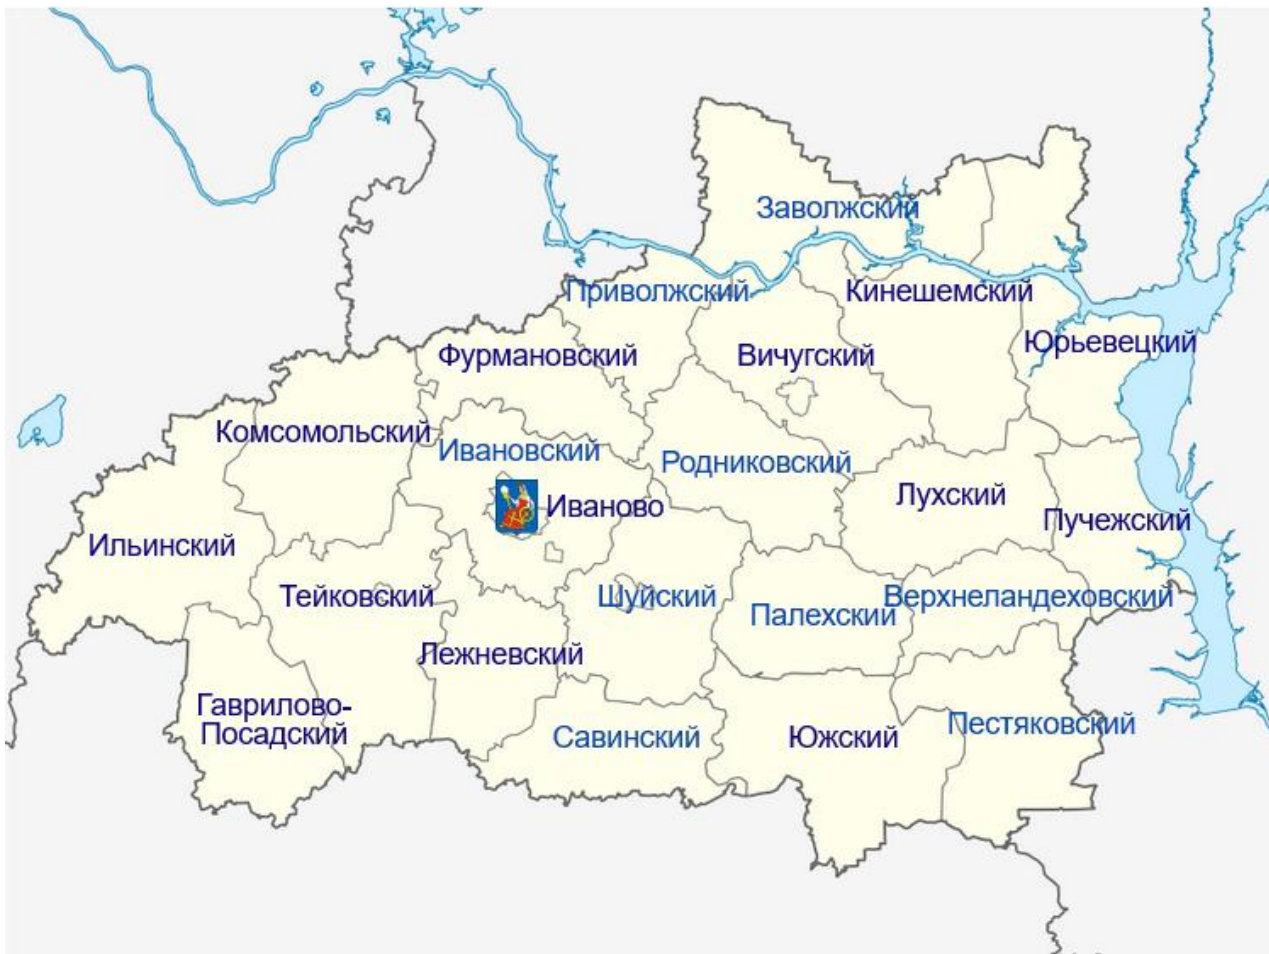 Заволжский
Приволжский
Кинешемский
Юрьевецкий
Фурмановский
Вичугский
Комсомольский
Ивановский
Родниковский
Лухский
Иваново
Пучежский
Ильинский
Тейковский
Шуйский
Палехский
Верхнеландеховский
Лежневский
Гаврилово-
Посадский
Савинский
Южский
Пестяковский